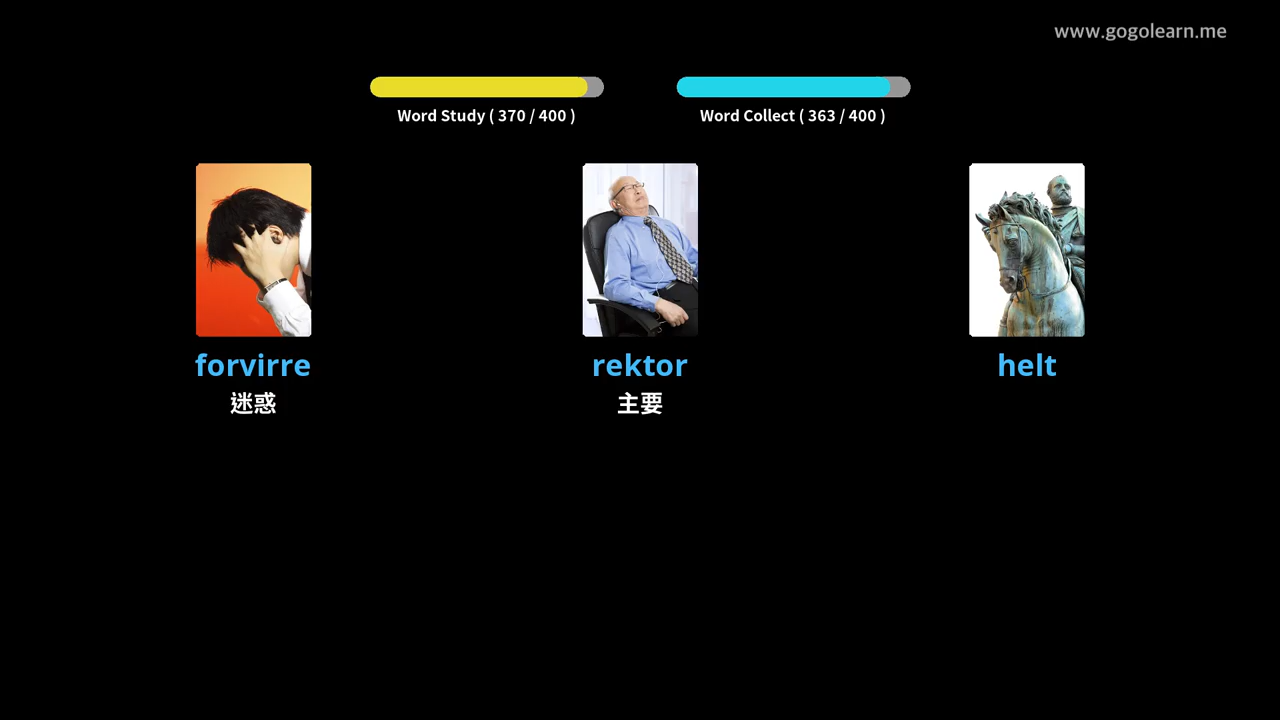 www.gogolearn.me
Word Study ( 370 / 400 )
Word Collect ( 363 / 400 )
forvirre
rektor
helt
迷惑
主要